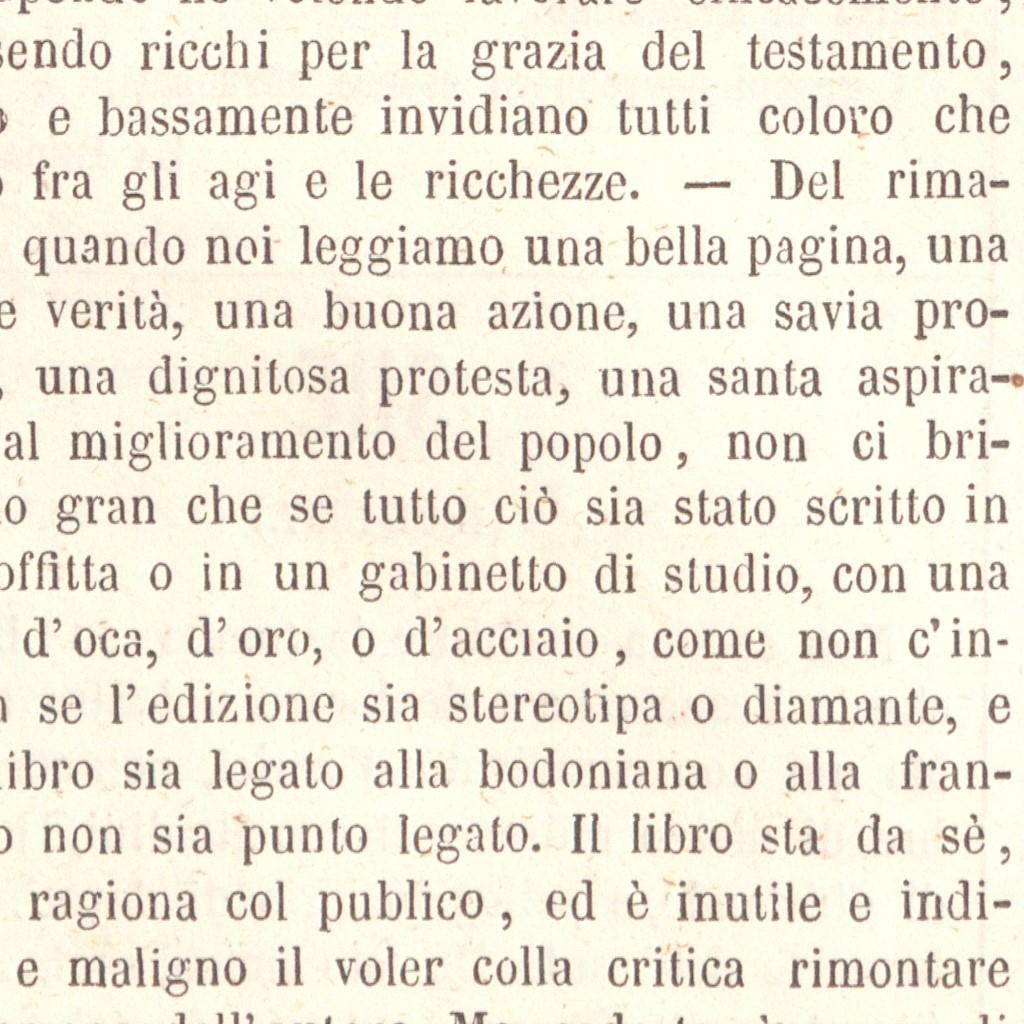 ricchi per la grazia del testamento,
e bassamente invidiano tutti coloro che
fra gli agi e le ricchezze. — Del rima-
quando noi leggiamo una bella pagina, una
verità, una buona azione, una savia pro-
una dignitosa protesta, una santa aspira-
al miglioramento del popolo, non ci bri-
gran che se tutto ciò sia stato scritto in
offitta o in un gabinetto di studio, con una
d'oca, d'oro, o d'acciaio, come non c'in-
se l'edizione sia stereotipa o diamante, e
ibro sia legato alla bodoniana o alla fran-
non sia punto legato. Il libro sta da sè,
ragiona col publico, ed è inutile e indi-
e maligno il voler colla critica rimontare